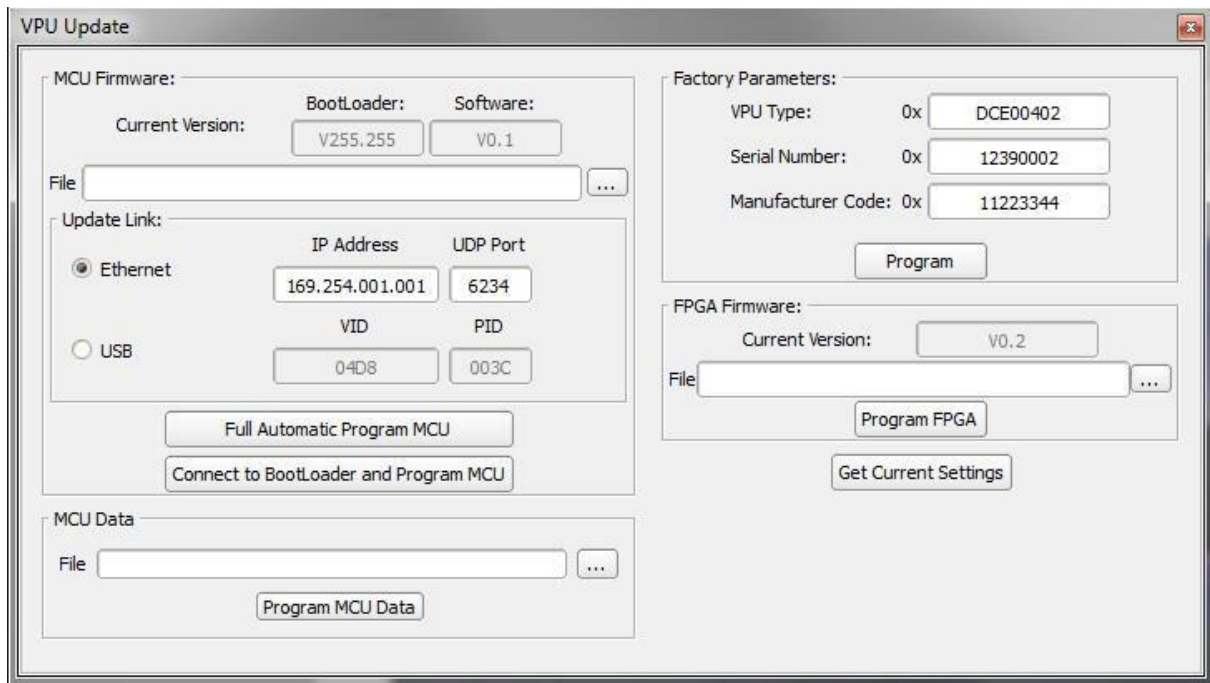 VPU Update
MCU Firmware:
BootLoader: Software:
Current Version: V255.255 V0.1
File ...
Update Link:
IP Address UDP Port
Ethernet 169.254.001.001 6234
VID PID
USB 04D8 003C
Full Automatic Program MCU
Connect to BootLoader and Program MCU
MCU Data
File ...
Program MCU Data
Factory Parameters:
VPU Type: 0x DCE00402
Serial Number: 0x 12390002
Manufacturer Code: 0x 11223344
Program
FPGA Firmware:
Current Version: V0.2
File ...
Program FPGA
Get Current Settings